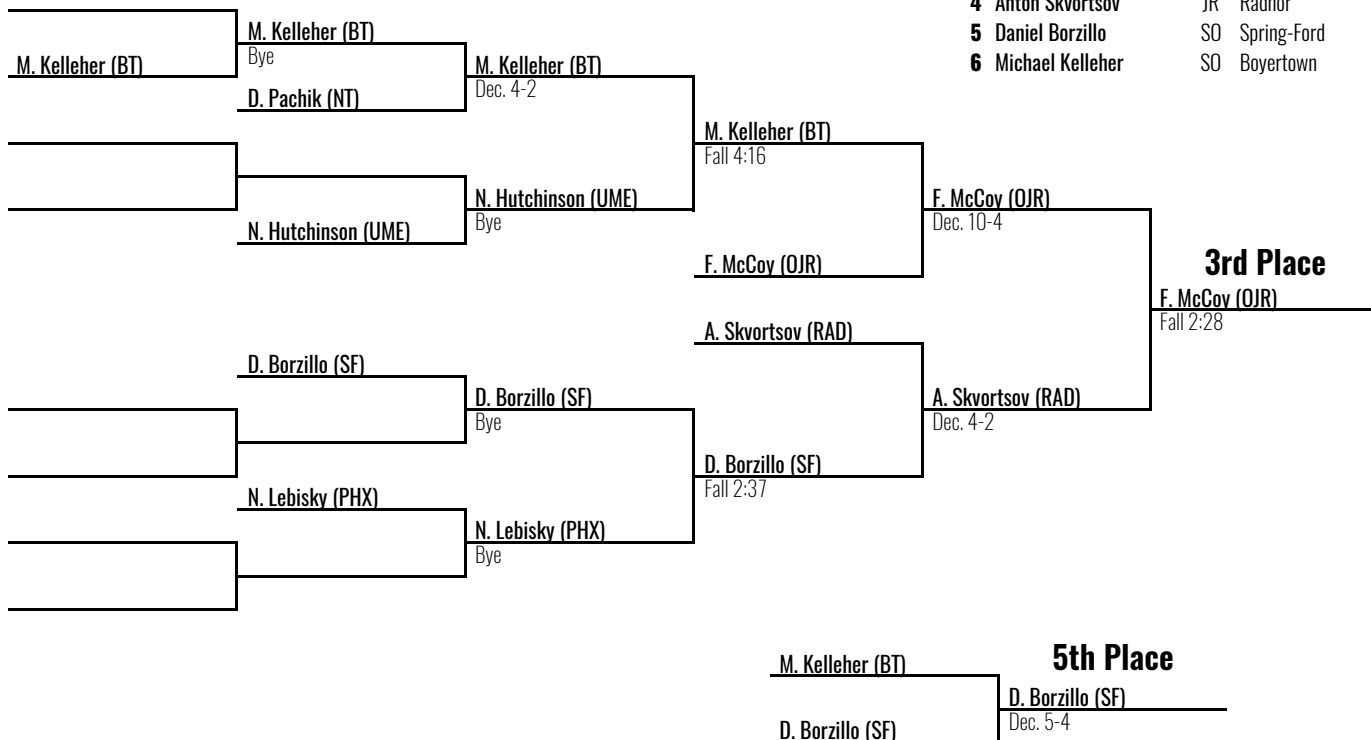 4 Anton Skvortsov JR Radnor
5 Daniel Borzillo SO Spring-Ford
6 Michael Kelleher SO Boyertown
M. Kelleher (BT)
M. Kelleher (BT)
Bye
D. Pachik (NT)
M. Kelleher (BT)
Dec. 4-2
N. Hutchinson (UME)
N. Hutchinson (UME)
Bye
M. Kelleher (BT)
Fall 4:16
F. McCoy (OJR)
F. McCoy (OJR)
Dec. 10-4
3rd Place
F. McCoy (OJR)
Fall 2:28
A. Skvortsov (RAD)
A. Skvortsov (RAD)
Dec. 4-2
D. Borzillo (SF)
D. Borzillo (SF)
Bye
D. Borzillo (SF)
Fall 2:37
N. Lebisky (PHX)
N. Lebisky (PHX)
Bye
5th Place
M. Kelleher (BT)
D. Borzillo (SF)
Dec. 5-4
D. Borzillo (SF)